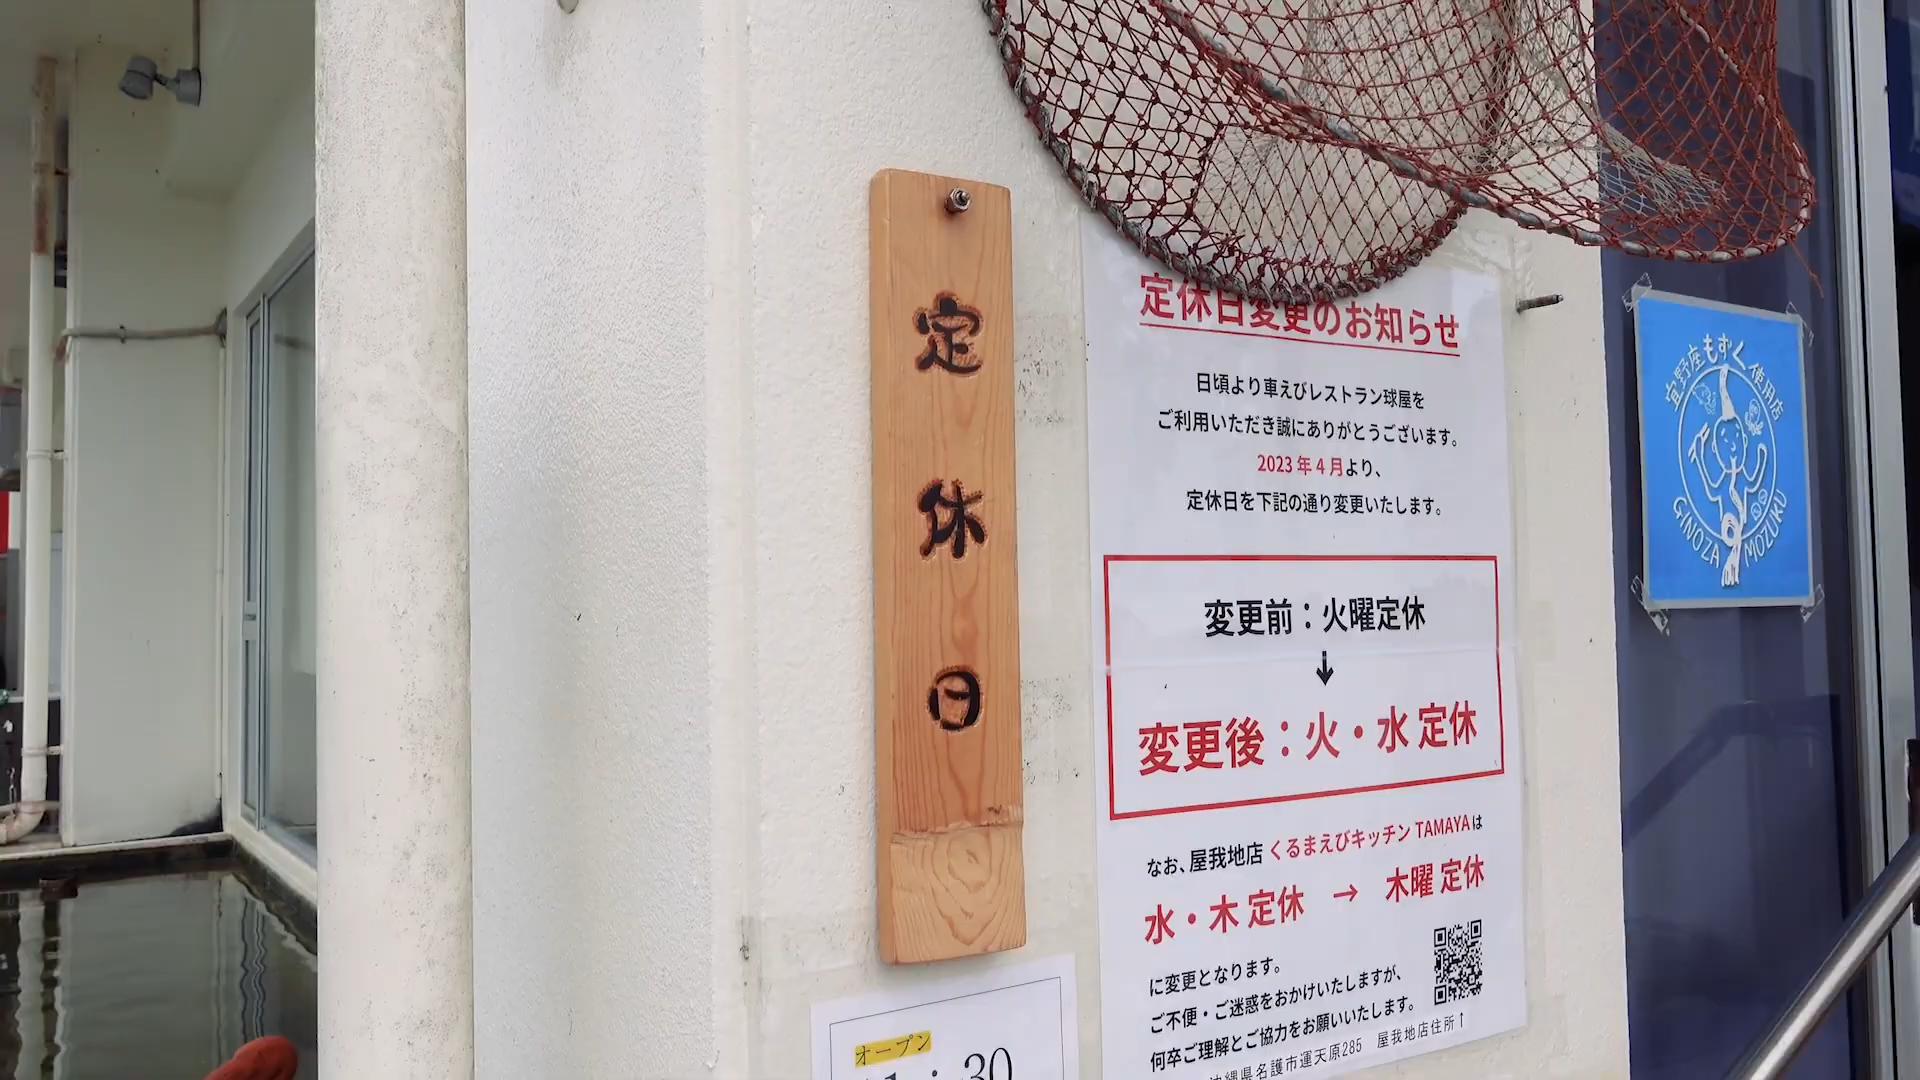 定休日
定休日変更のお知らせ
日頃より車えびレストラン球屋を
ご利用いただき誠にありがとうございます。
2023年4月より、
定休日を下記の通り変更いたします。
変更前：火曜定休
↓
変更後：火・水 定休
なお、屋我地店 くるまえびキッチン TAMAYAは
水・木 定休 → 木曜 定休
に変更となります。
ご不便・ご迷惑をおかけいたしますが、
何卒ご理解とご協力をお願いいたします。
沖縄県名護市運天原285 屋我地店住所↑
オープン
30
宜野座もずく使用店
GINOZA MOZUKU